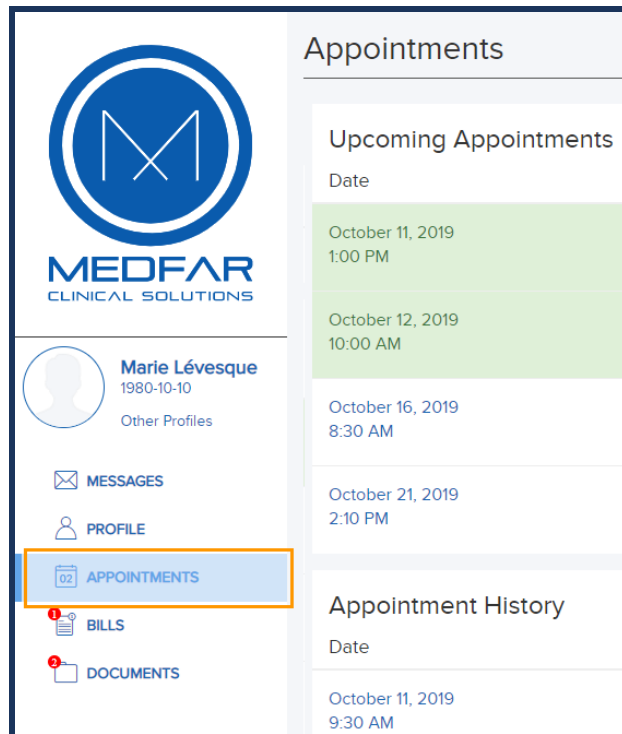 MEDFAR
CLINICAL SOLUTIONS
Marie Lévesque
1980-10-10
Other Profiles
MESSAGES
PROFILE
02 APPOINTMENTS
1
BILLS
2
DOCUMENTS
Appointments
Upcoming Appointments
Date
October 11, 2019
1:00 PM
October 12, 2019
10:00 AM
October 16, 2019
8:30 AM
October 21, 2019
2:10 PM
Appointment History
Date
October 11, 2019
9:30 AM